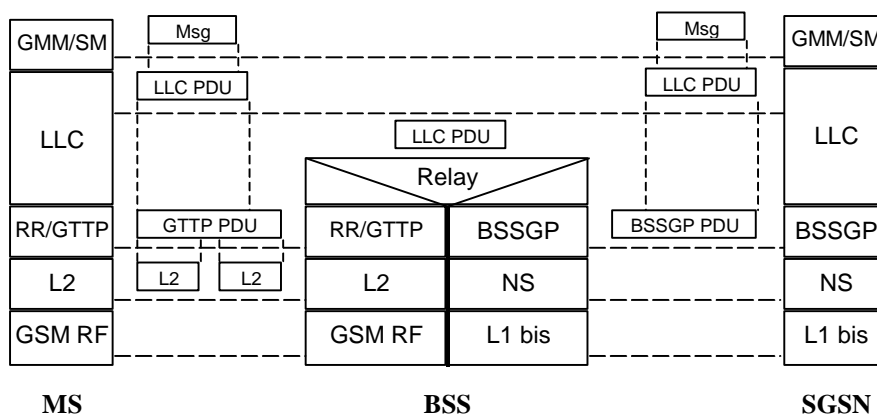 Msg Msg
GMM/SM GMM/SM
LLC PDU LLC PDU
LLC LLC PDU LLC
Relay
RR/GTTP GTTP PDU RR/GTTP BSSGP BSSGP PDU BSSGP
L2 L2 L2 L2 NS NS
GSM RF GSM RF L1 bis L1 bis
MS BSS SGSN